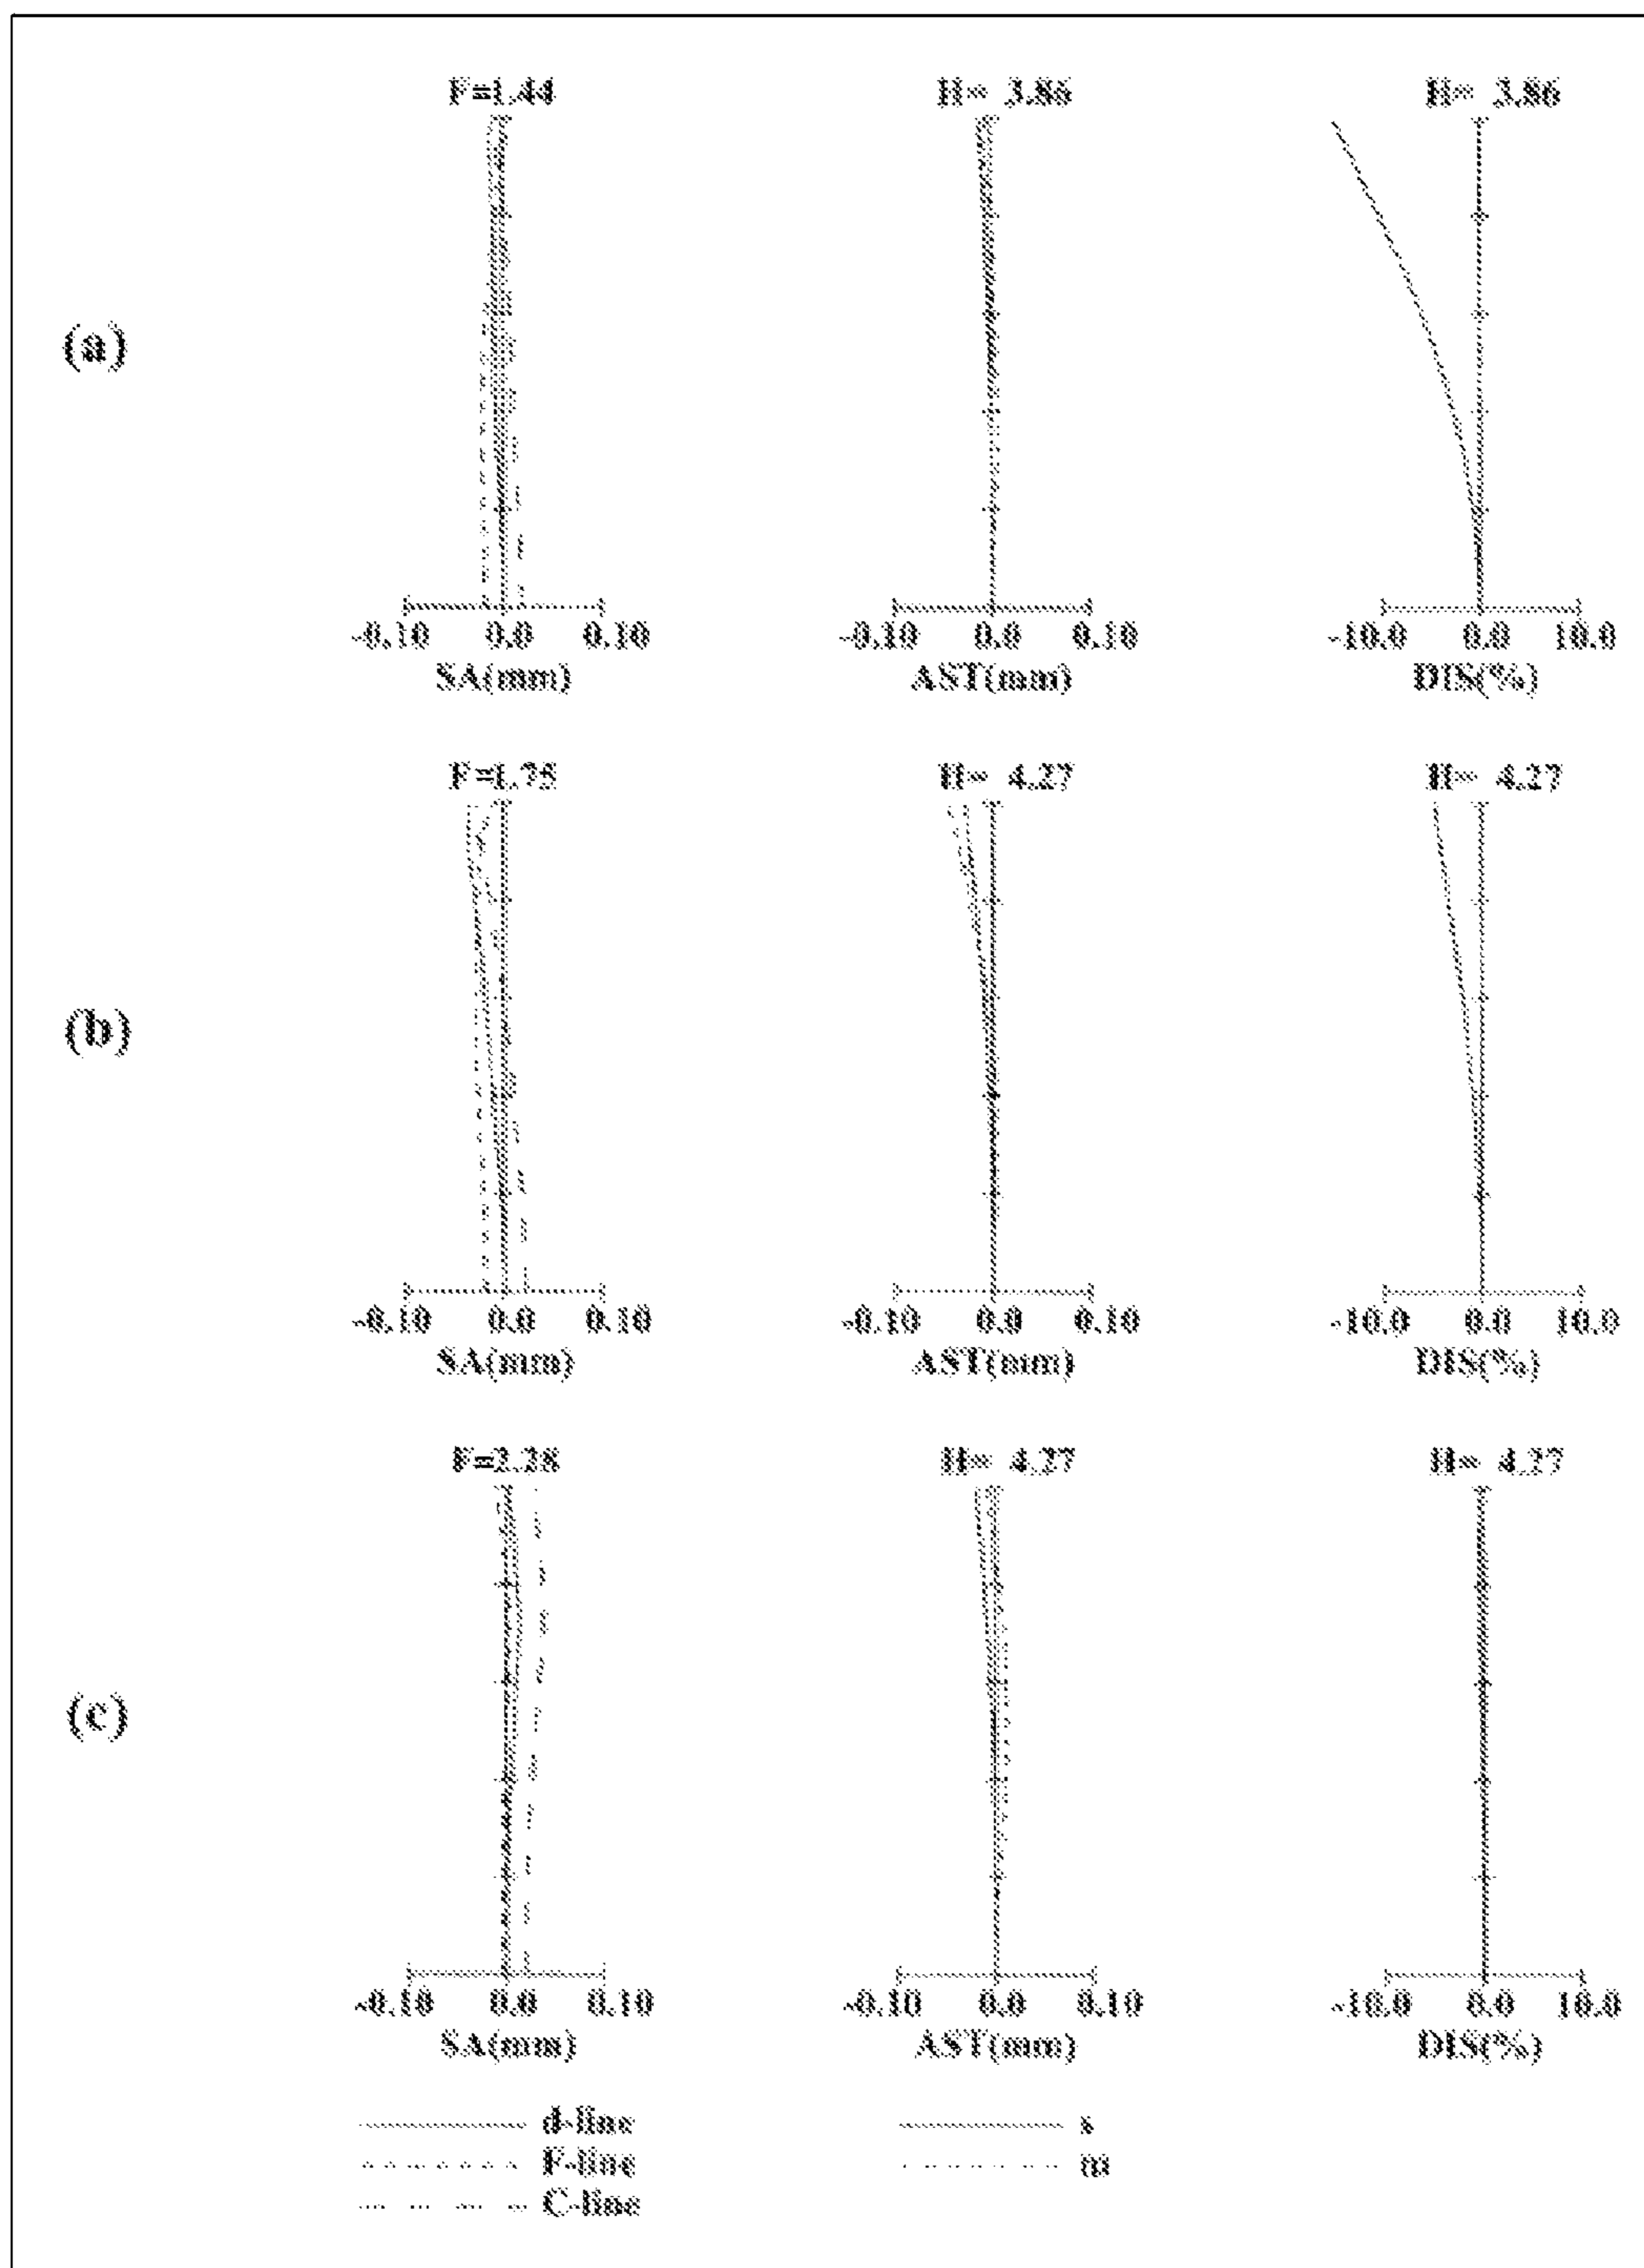 F=1.44 H= 3.86 H= 3.86
(a)
-0.10 0.0 0.10 -0.10 0.0 0.10 -10.0 0.0 10.0
SA(mm) AST(mm) DIS(%)
F=1.75 H= 4.27 H= 4.27
(b)
-0.10 0.0 0.10 -0.10 0.0 0.10 -10.0 0.0 10.0
SA(mm) AST(mm) DIS(%)
F=2.28 H= 4.27 H= 4.27
(c)
-0.10 0.0 0.10 -0.10 0.0 0.10 -10.0 0.0 10.0
SA(mm) AST(mm) DIS(%)
d-line s
F-line m
C-line